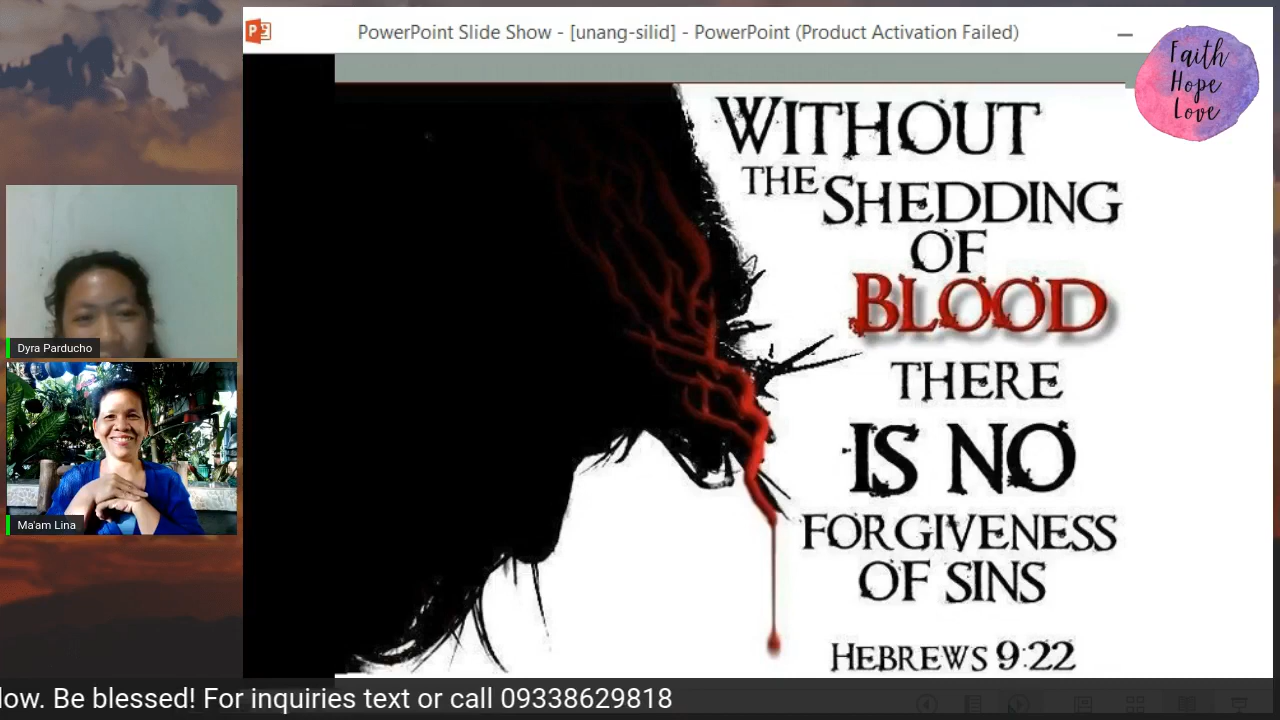 PowerPoint Slide Show - [unang-silid] - PowerPoint (Product Activation Failed)
Faith
Hope
Love
WITHOUT
THE SHEDDING
OF
BLOOD
THERE
IS NO
FORGIVENESS
OF SINS
HEBREWS 9:22
Dyra Parducho
Ma'am Lina
Be blessed! For inquiries text or call 09338629818